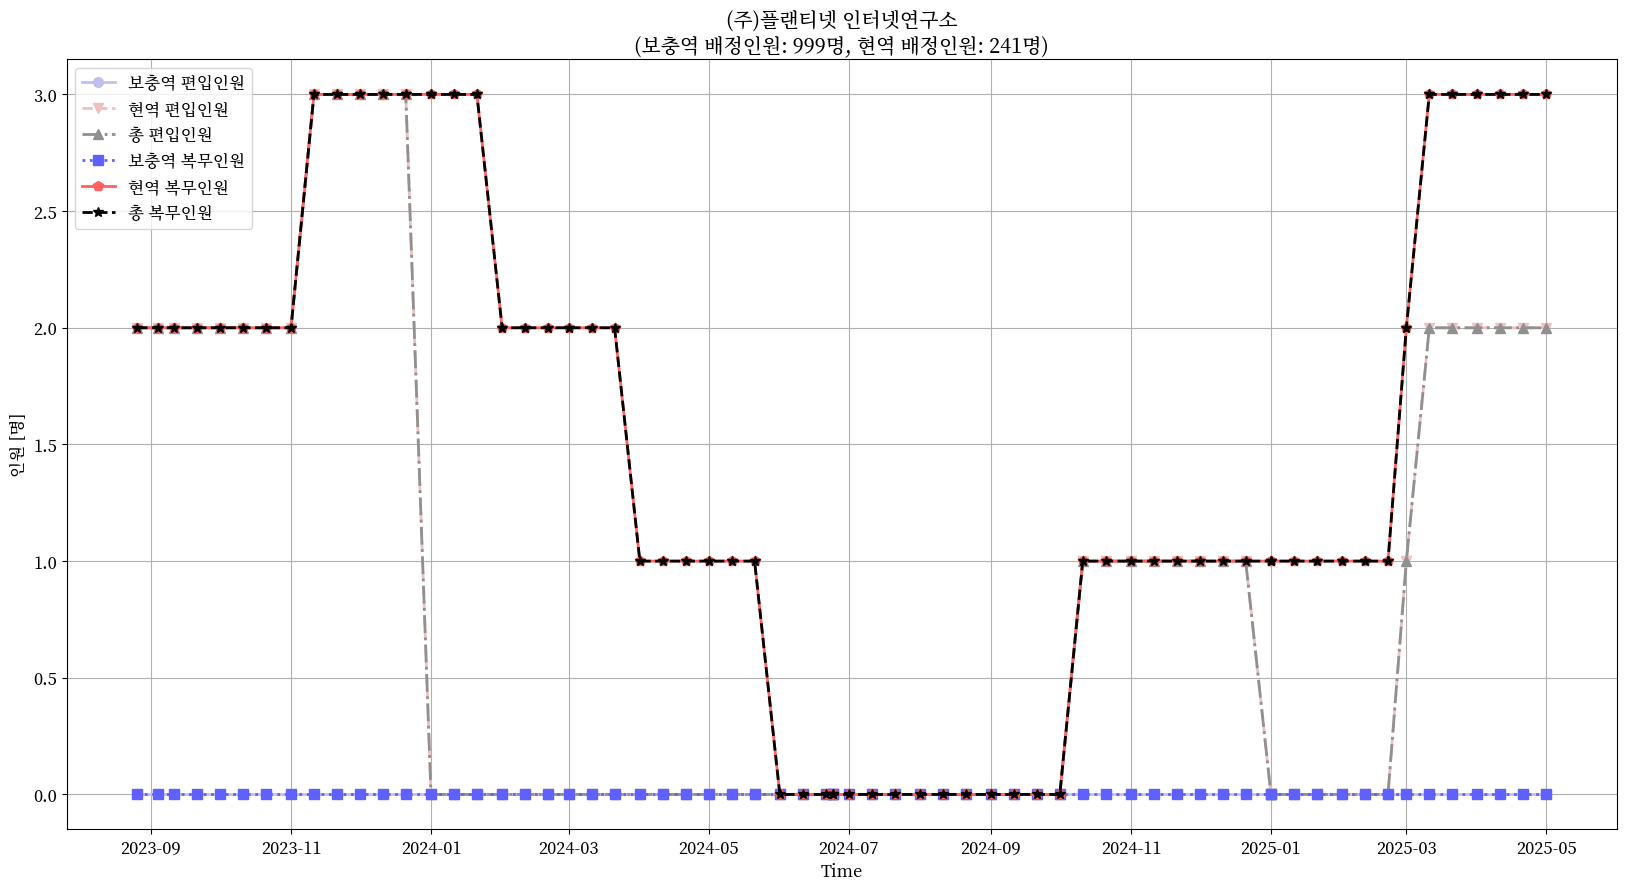 (주)플랜티넷 인터넷연구소
(보충역 배정인원: 999명, 현역 배정인원: 241명)
보충역 편입인원
현역 편입인원
총 편입인원
보충역 복무인원
현역 복무인원
총 복무인원
인원 [명]
3.0
2.5
2.0
1.5
1.0
0.5
0.0
2023-09 2023-11 2024-01 2024-03 2024-05 2024-07 2024-09 2024-11 2025-01 2025-03 2025-05
Time